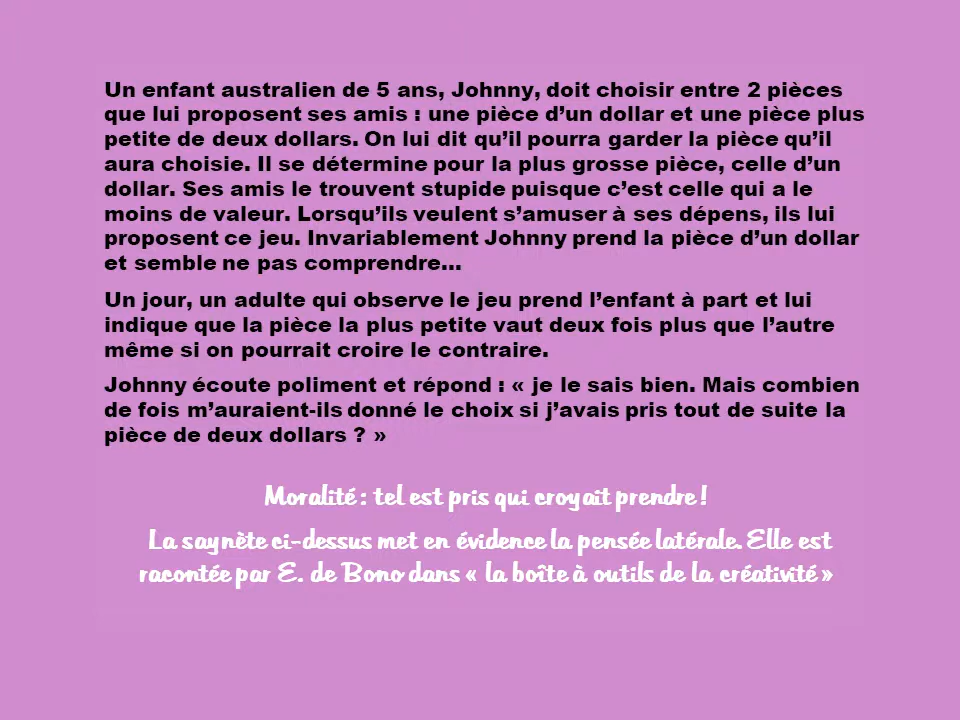 Un enfant australien de 5 ans, Johnny, doit choisir entre 2 pièces
que lui proposent ses amis : une pièce d’un dollar et une pièce plus
petite de deux dollars. On lui dit qu’il pourra garder la pièce qu’il
aura choisie. Il se détermine pour la plus grosse pièce, celle d’un
dollar. Ses amis le trouvent stupide puisque c’est celle qui a le
moins de valeur. Lorsqu’ils veulent s’amuser à ses dépens, ils lui
proposent ce jeu. Invariablement Johnny prend la pièce d’un dollar
et semble ne pas comprendre...
Un jour, un adulte qui observe le jeu prend l’enfant à part et lui
indique que la pièce la plus petite vaut deux fois plus que l’autre
même si on pourrait croire le contraire.
Johnny écoute poliment et répond : « je le sais bien. Mais combien
de fois m’auraient-ils donné le choix si j’avais pris tout de suite la
pièce de deux dollars ? »
Moralité : tel est pris qui croyait prendre !
La saynète ci-dessus met en évidence la pensée latérale. Elle est
racontée par E. de Bono dans « la boîte à outils de la créativité »